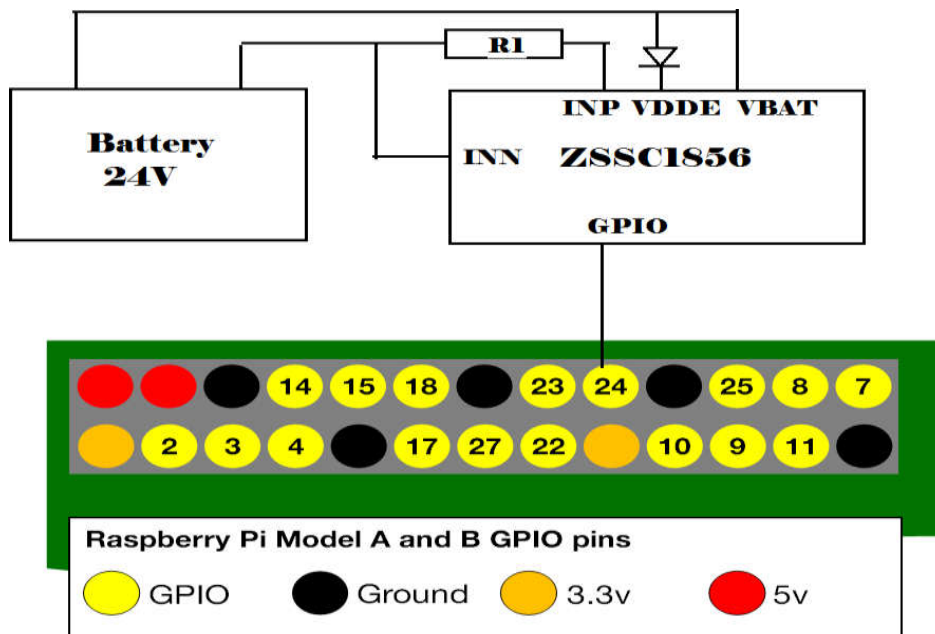 R1
Battery
24V
INP VDDE VBAT
INN ZSSC1856
GPIO
14 15 18 23 24 25 8 7
2 3 4 17 27 22 10 9 11
Raspberry Pi Model A and B GPIO pins
GPIO Ground 3.3v 5v